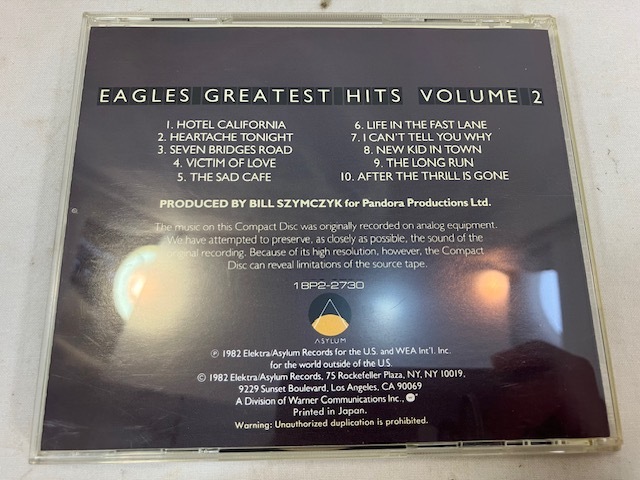 EAGLES GREATEST HITS VOLUME 2
1. HOTEL CALIFORNIA
2. HEARTACHE TONIGHT
3. SEVEN BRIDGES ROAD
4. VICTIM OF LOVE
5. THE SAD CAFE
6. LIFE IN THE FAST LANE
7. I CAN'T TELL YOU WHY
8. NEW KID IN TOWN
9. THE LONG RUN
10. AFTER THE THRILL IS GONE
PRODUCED BY BILL SZYMCZYK for Pandora Productions Ltd.
The music on this Compact Disc was originally recorded on analog equipment.
We have attempted to preserve, as closely as possible, the sound of the
original recording. Because of its high resolution, however, the Compact
Disc can reveal limitations of the source tape.
18P2-2730
ASYLUM
℗ 1982 Elektra/Asylum Records for the U.S. and WEA Int'l. Inc.
for the world outside of the U.S.
© 1982 Elektra/Asylum Records, 75 Rockefeller Plaza, NY, NY 10019,
9229 Sunset Boulevard, Los Angeles, CA 90069
A Division of Warner Communications Inc.,
Printed in Japan.
Warning: Unauthorized duplication is prohibited.